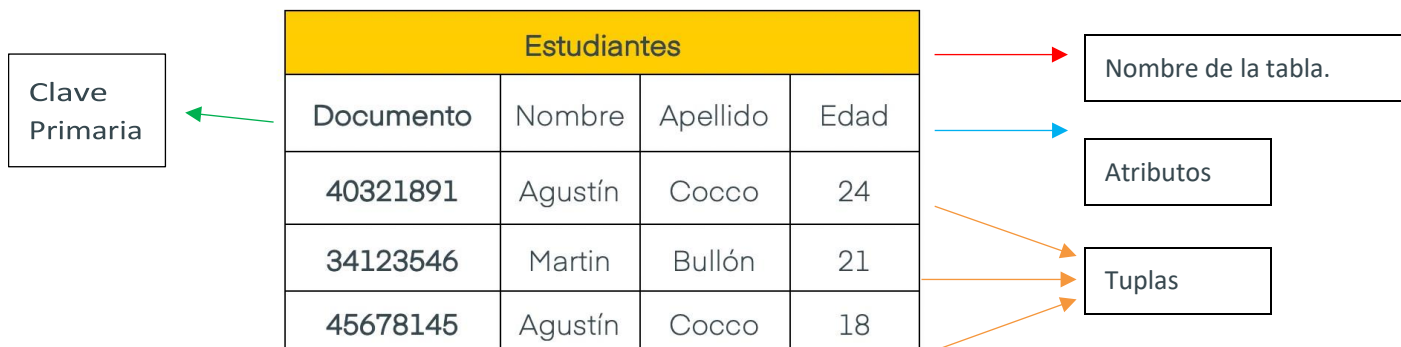 Estudiantes
Nombre de la tabla.
Clave
Primaria
Documento Nombre Apellido Edad
Atributos
40321891 Agustín Cocco 24
34123546 Martin Bullón 21
Tuplas
45678145 Agustín Cocco 18